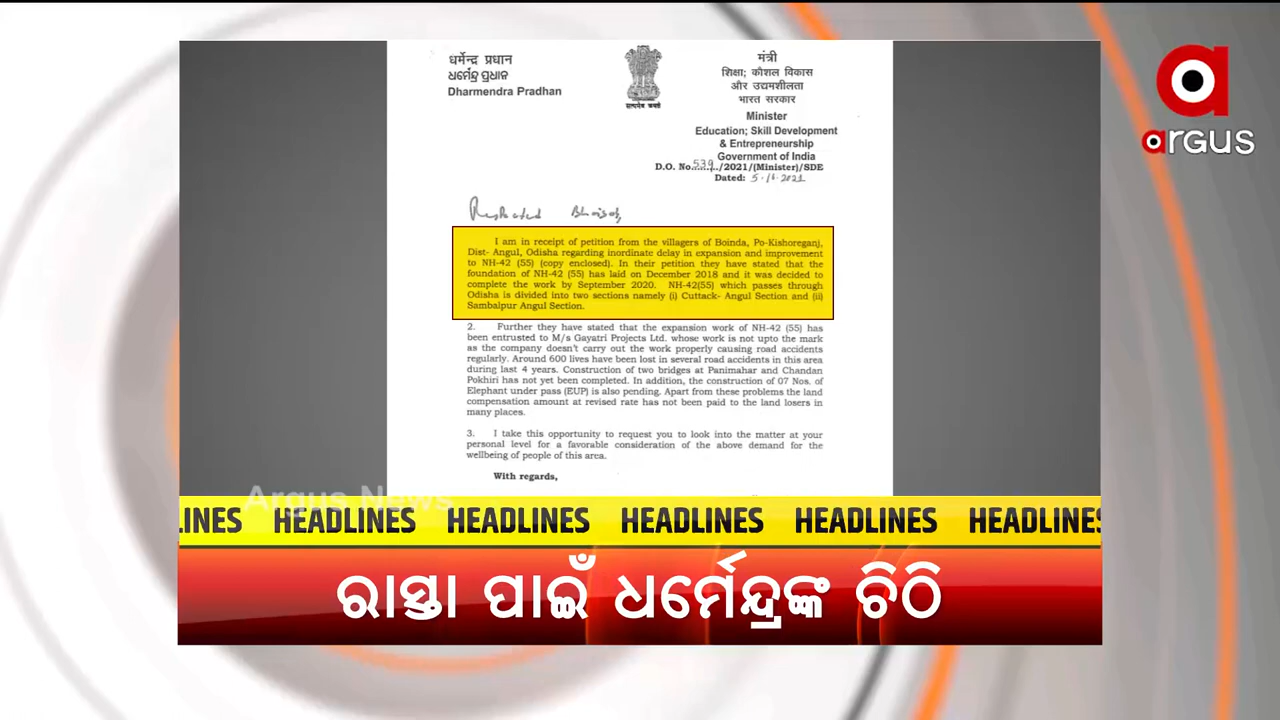 धर्मेन्द्र प्रधान
ଧର୍ମେନ୍ଦ୍ର ପ୍ରଧାନ
Dharmendra Pradhan
सत्यमेव जयते
मंत्री
शिक्षा; कौशल विकास
और उद्यमशीलता
भारत सरकार
Minister
Education; Skill Development
& Entrepreneurship
Government of India
D.O. No...539../2021/(Minister)/SDE
Dated: 5.11.2021
argus
I am in receipt of petition from the villagers of Boinda, Po-Kishoreganj,
Dist- Angul, Odisha regarding inordinate delay in expansion and improvement
to NH-42 (55) (copy enclosed). In their petition they have stated that the
foundation of NH-42 (55) has laid on December 2018 and it was decided to
complete the work by September 2020. NH-42(55) which passes through
Odisha is divided into two sections namely (i) Cuttack- Angul Section and (ii)
Sambalpur Angul Section.
2. Further they have stated that the expansion work of NH-42 (55) has
been entrusted to M/s Gayatri Projects Ltd. whose work is not upto the mark
as the company doesn't carry out the work properly causing road accidents
regularly. Around 600 lives have been lost in several road accidents in this area
during last 4 years. Construction of two bridges at Panimahar and Chandan
Pokhiri has not yet been completed. In addition, the construction of 07 Nos. of
Elephant under pass (EUP) is also pending. Apart from these problems the land
compensation amount at revised rate has not been paid to the land losers in
many places.
3. I take this opportunity to request you to look into the matter at your
personal level for a favorable consideration of the above demand for the
wellbeing of people of this area.
With regards,
Argus News
LINES HEADLINES HEADLINES HEADLINES HEADLINES HEADLINES
ରାସ୍ତା ପାଇଁ ଧର୍ମେନ୍ଦ୍ରଙ୍କ ଚିଠି